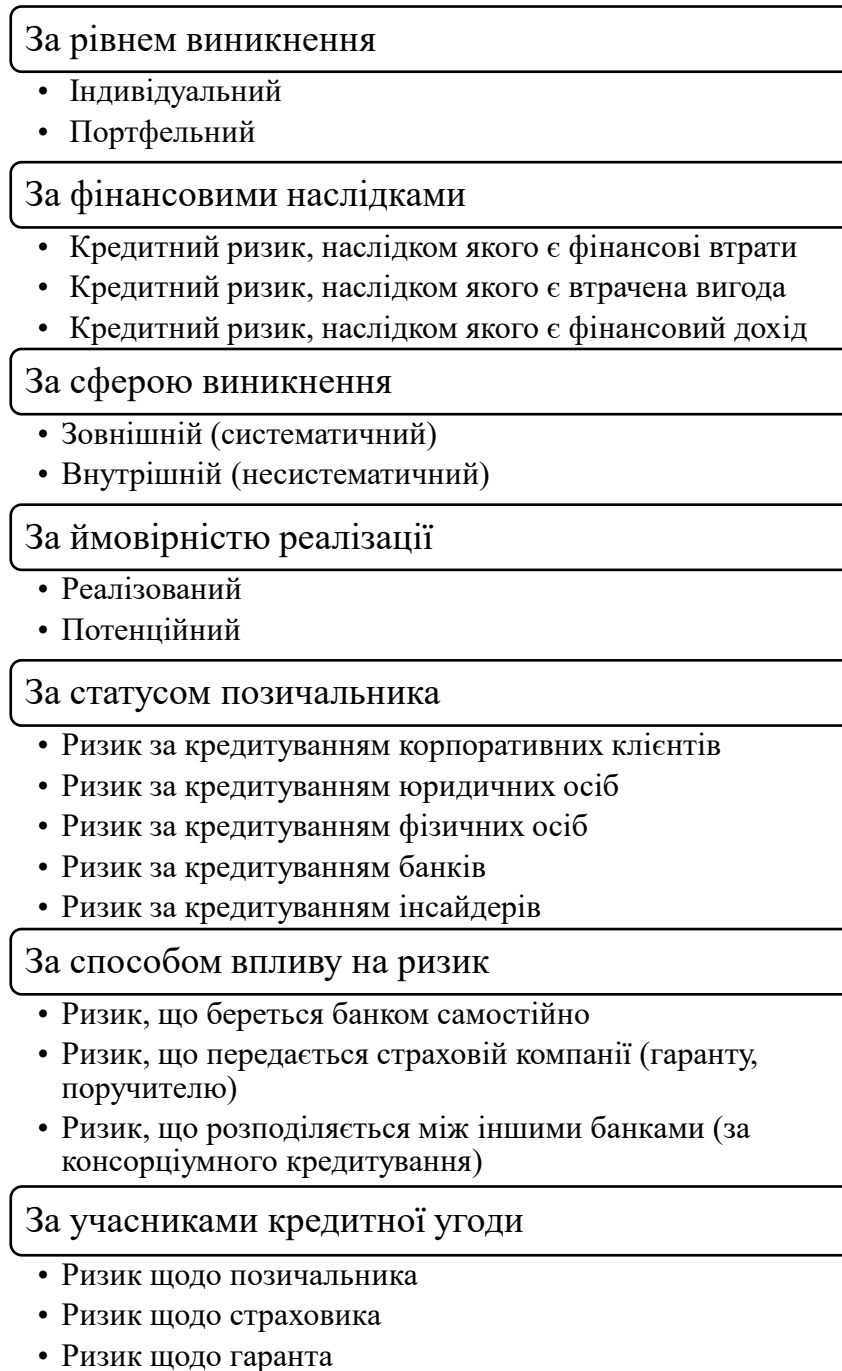 За рівнем виникнення
• Індивідуальний
• Портфельний
За фінансовими наслідками
• Кредитний ризик, наслідком якого є фінансові втрати
• Кредитний ризик, наслідком якого є втрачена вигода
• Кредитний ризик, наслідком якого є фінансовий дохід
За сферою виникнення
• Зовнішній (систематичний)
• Внутрішній (несистематичний)
За ймовірністю реалізації
• Реалізований
• Потенційний
За статусом позичальника
• Ризик за кредитуванням корпоративних клієнтів
• Ризик за кредитуванням юридичних осіб
• Ризик за кредитуванням фізичних осіб
• Ризик за кредитуванням банків
• Ризик за кредитуванням інсайдерів
За способом впливу на ризик
• Ризик, що береться банком самостійно
• Ризик, що передається страховій компанії (гаранту,
поручителю)
• Ризик, що розподіляється між іншими банками (за
консорціумного кредитування)
За учасниками кредитної угоди
• Ризик щодо позичальника
• Ризик щодо страховика
• Ризик щодо гаранта